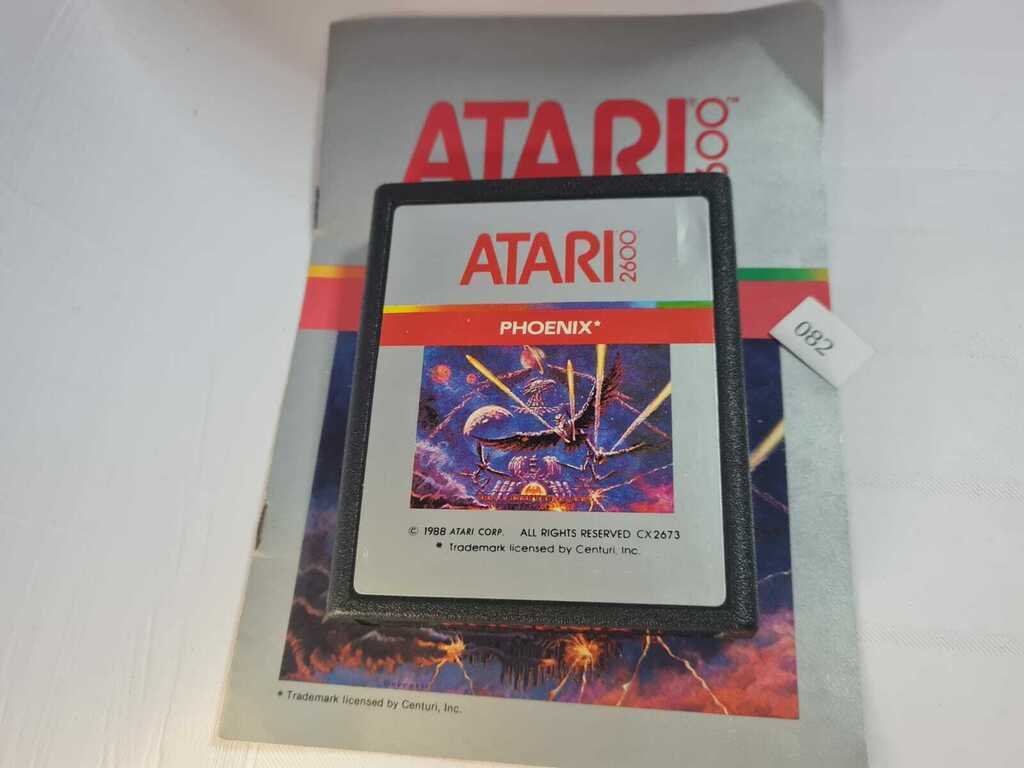 ATARI 2600™
ATARI 2600
PHOENIX*
082
© 1988 ATARI CORP. ALL RIGHTS RESERVED CX2673
* Trademark licensed by Centuri, Inc.
* Trademark licensed by Centuri, Inc.